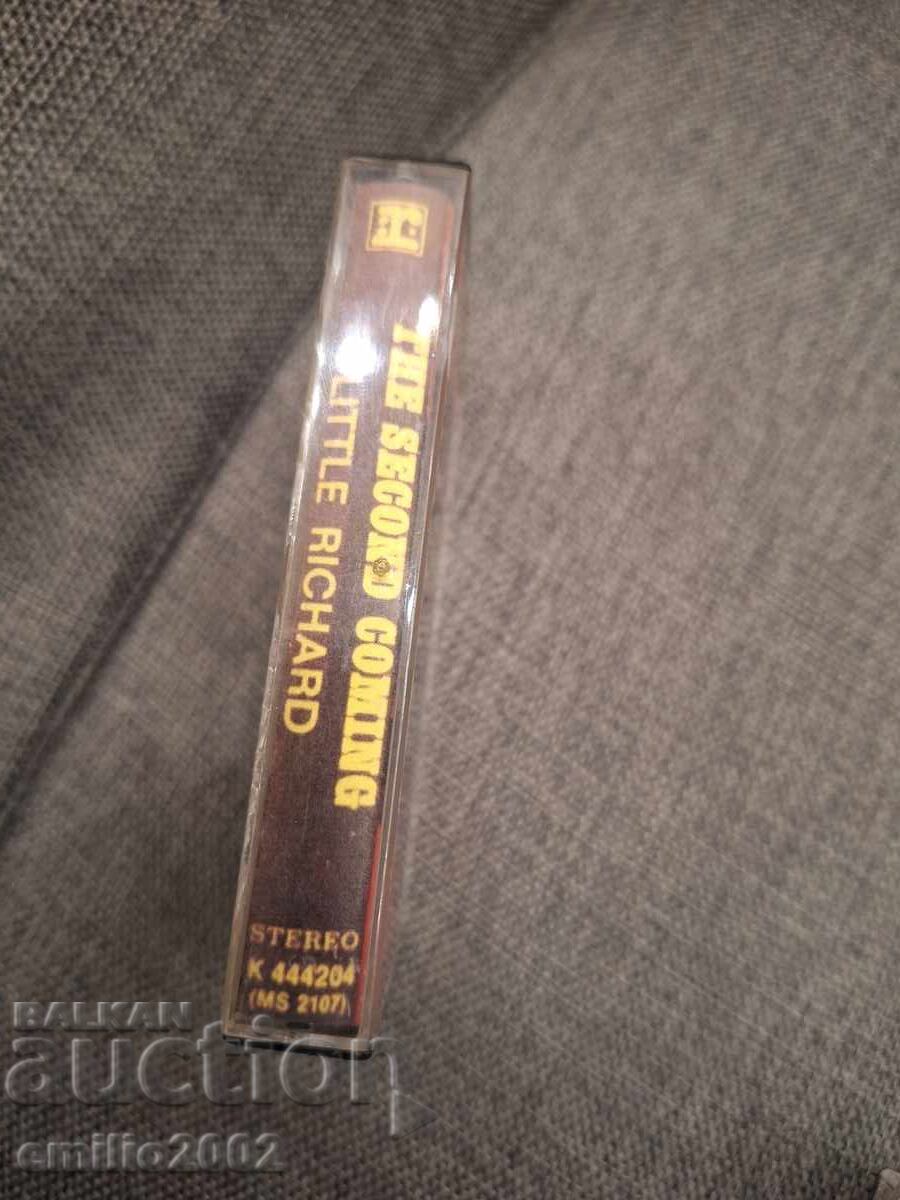 THE SECOND COMING
LITTLE RICHARD
STEREO
K 444204
(MS 2107)
BALKAN
auction
emilio2002